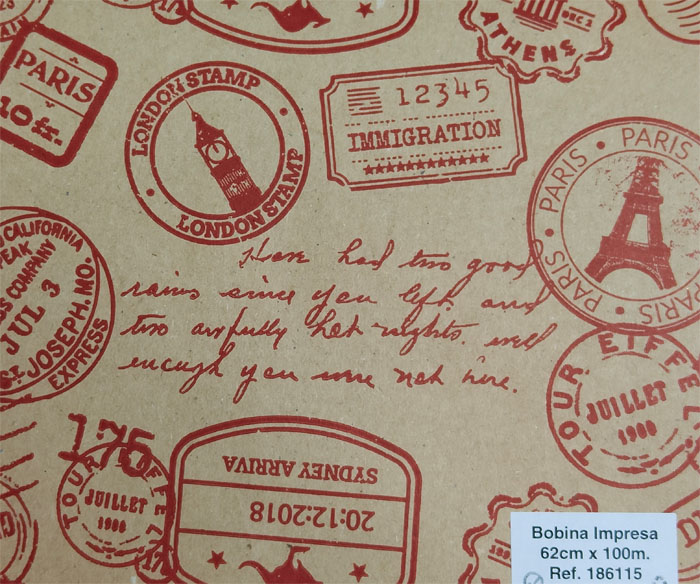 ATHENS
PARIS
10 fr.
LONDON STAMP
LONDON STAMP
12345
IMMIGRATION
PARIS • PARIS • PARIS • PARIS
CALIFORNIA
PEAK
COMPANY
JUL 3
ST. JOSEPH, MO.
EXPRESS
Have had two good
rains since you left and
two awfully hot nights. well
enough you were not here.
TOUR EIFFEL
JUILLET
1900
175
TOUR EIFFEL
JUILLET
1900
SYDNEY ARRIVA
20:12:2018
Bobina Impresa
62cm x 100m.
Ref. 186115